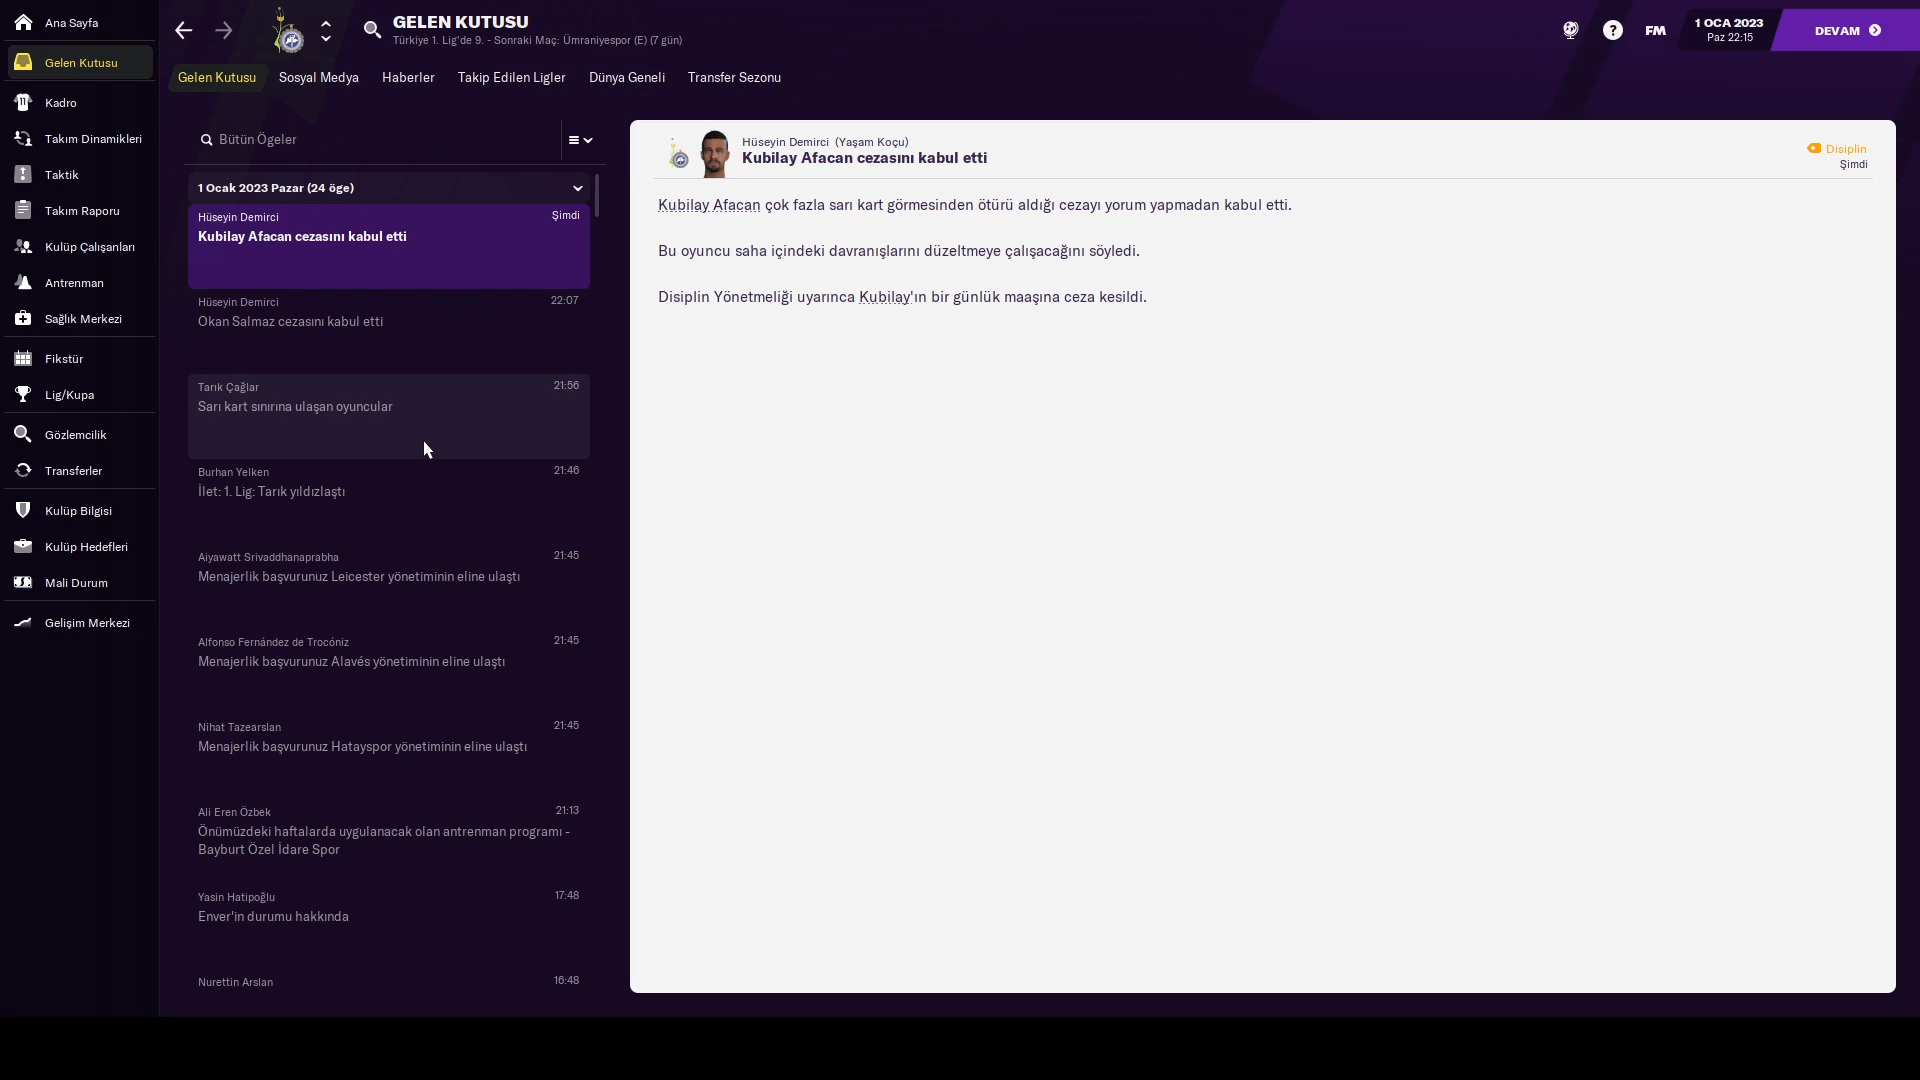 Ana Sayfa
Gelen Kutusu
Kadro
Takım Dinamikleri
Taktik
Takım Raporu
Kulüp Çalışanları
Antrenman
Sağlık Merkezi
Fikstür
Lig/Kupa
Gözlemcilik
Transferler
Kulüp Bilgisi
Kulüp Hedefleri
Mali Durum
Gelişim Merkezi
GELEN KUTUSU
Türkiye 1. Lig'de 9. - Sonraki Maç: Ümraniyespor (E) (7 gün)
FM
1 OCA 2023
Paz 22:15
DEVAM
Gelen Kutusu Sosyal Medya Haberler Takip Edilen Ligler Dünya Geneli Transfer Sezonu
Bütün Ögeler
1 Ocak 2023 Pazar (24 öge)
Hüseyin Demirci Şimdi
Kubilay Afacan cezasını kabul etti
Hüseyin Demirci 22:07
Okan Salmaz cezasını kabul etti
Tarık Çağlar 21:56
Sarı kart sınırına ulaşan oyuncular
Burhan Yelken 21:46
İlet: 1. Lig: Tarık yıldızlaştı
Aiyawatt Srivaddhanaprabha 21:45
Menajerlik başvurunuz Leicester yönetiminin eline ulaştı
Alfonso Fernández de Trocóniz 21:45
Menajerlik başvurunuz Alavés yönetiminin eline ulaştı
Nihat Tazearslan 21:45
Menajerlik başvurunuz Hatayspor yönetiminin eline ulaştı
Ali Eren Özbek 21:13
Önümüzdeki haftalarda uygulanacak olan antrenman programı -
Bayburt Özel İdare Spor
Yasin Hatipoğlu 17:48
Enver'in durumu hakkında
Nurettin Arslan 16:48
Hüseyin Demirci (Yaşam Koçu)
Kubilay Afacan cezasını kabul etti
Disiplin
Şimdi
Kubilay Afacan çok fazla sarı kart görmesinden ötürü aldığı cezayı yorum yapmadan kabul etti.
Bu oyuncu saha içindeki davranışlarını düzeltmeye çalışacağını söyledi.
Disiplin Yönetmeliği uyarınca Kubilay'ın bir günlük maaşına ceza kesildi.